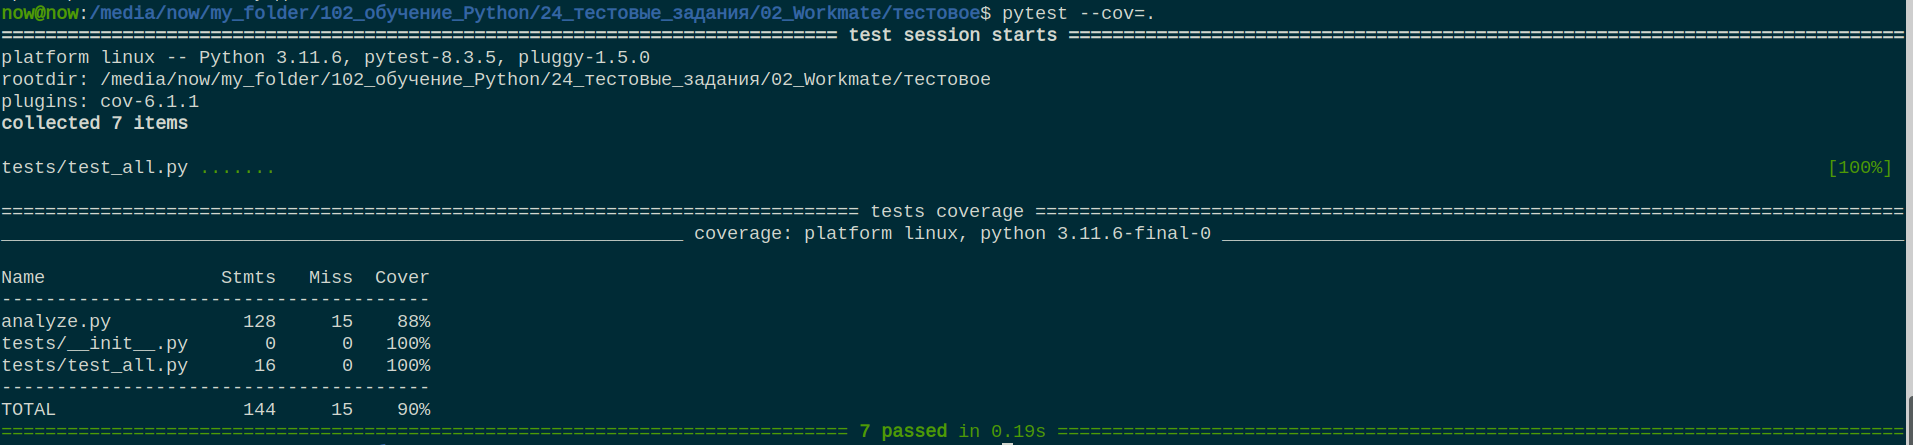 now@now:/media/now/my_folder/102_обучение_Python/24_тестовые_задания/02_Workmate/тестовое$ pytest --cov=.
============================================================================ test session starts ============================================================================
platform linux -- Python 3.11.6, pytest-8.3.5, pluggy-1.5.0
rootdir: /media/now/my_folder/102_обучение_Python/24_тестовые_задания/02_Workmate/тестовое
plugins: cov-6.1.1
collected 7 items
tests/test_all.py ....... [100%]
============================================================================== tests coverage ===============================================================================
______________________________________________________________ coverage: platform linux, python 3.11.6-final-0 ______________________________________________________________
Name                Stmts   Miss  Cover
---------------------------------------
analyze.py            128     15    88%
tests/__init__.py       0      0   100%
tests/test_all.py      16      0   100%
---------------------------------------
TOTAL                 144     15    90%
============================================================================= 7 passed in 0.19s =============================================================================